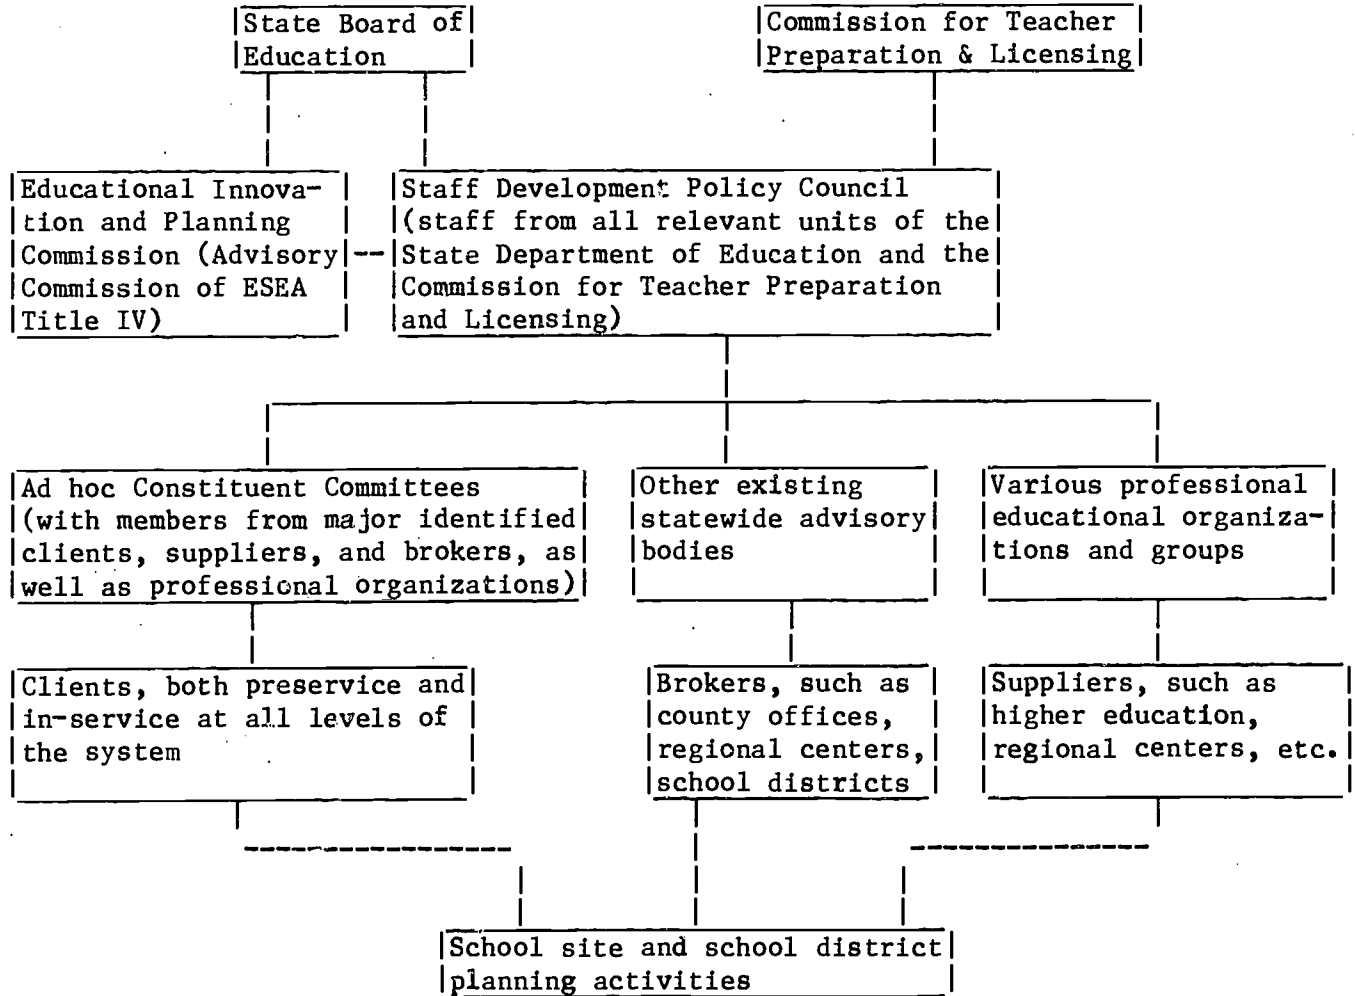 State Board of
Education
Commission for Teacher
Preparation & Licensing
Educational Innova-
tion and Planning
Commission (Advisory
Commission of ESEA
Title IV)
Staff Development Policy Council
(staff from all relevant units of the
State Department of Education and the
Commission for Teacher Preparation
and Licensing)
Ad hoc Constituent Committees
(with members from major identified
clients, suppliers, and brokers, as
well as professional organizations)
Other existing
statewide advisory
bodies
Various professional
educational organiza-
tions and groups
Clients, both preservice and
in-service at all levels of
the system
Brokers, such as
county offices,
regional centers,
school districts
Suppliers, such as
higher education,
regional centers, etc.
School site and school district
planning activities